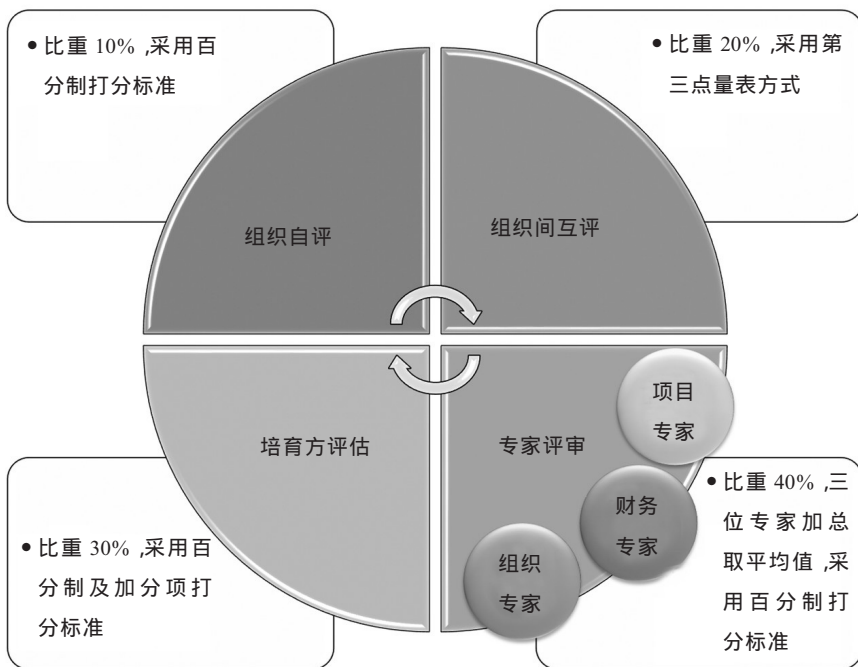 • 比重 10% ,采用百
分制打分标准
• 比重 20% ,采用第
三点量表方式
组织自评
组织间互评
培育方评估
专家评审
项目
专家
财务
专家
组织
专家
• 比重 30% ,采用百
分制及加分项打
分标准
• 比重 40% ,三
位专家加总
取平均值 ,采
用百分制打
分标准